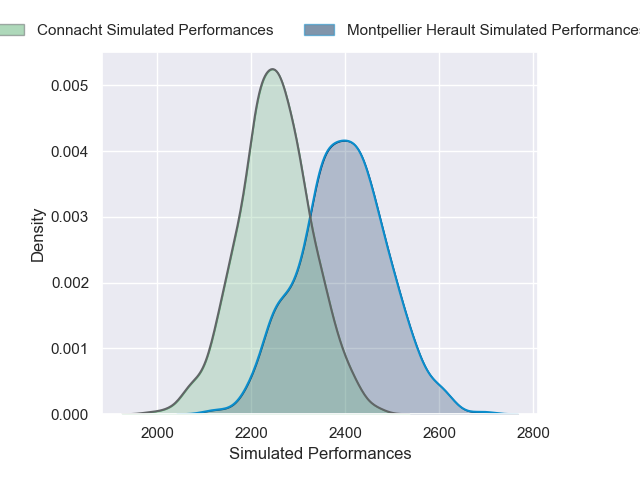 Connacht Simulated Performances
Montpellier Herault Simulated Performances
0.005
0.004
0.003
0.002
0.001
0.000
Density
2000 2200 2400 2600 2800
Simulated Performances